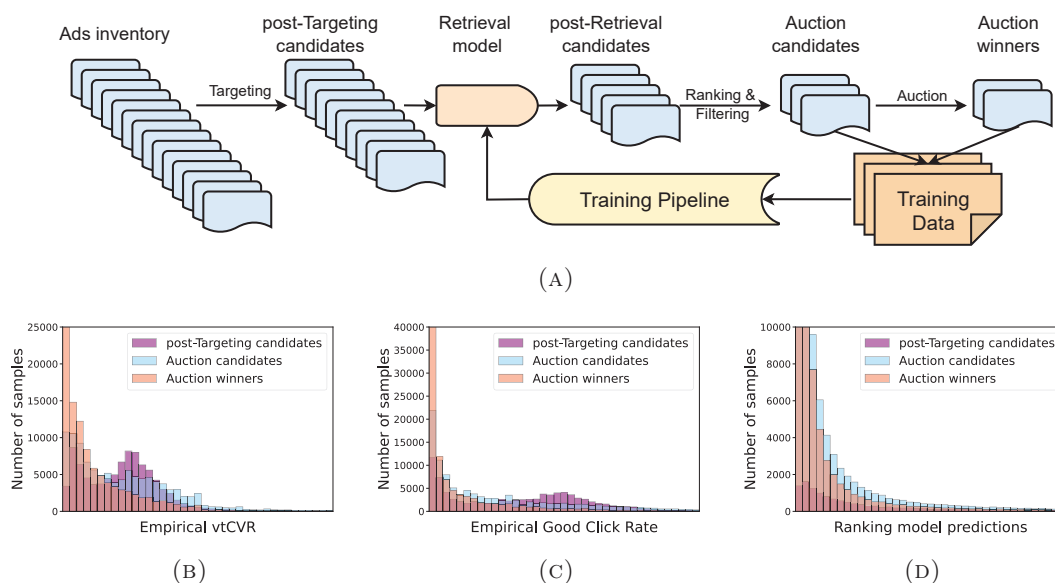 Ads inventory
Targeting
post-Targeting
candidates
Retrieval
model
post-Retrieval
candidates
Ranking &
Filtering
Auction
candidates
Auction
Auction
winners
Training Pipeline
Training
Data
(A)
25000
20000
15000
10000
5000
0
Number of samples
post-Targeting candidates
Auction candidates
Auction winners
Empirical vtCVR
(B)
40000
35000
30000
25000
20000
15000
10000
5000
0
Number of samples
post-Targeting candidates
Auction candidates
Auction winners
Empirical Good Click Rate
(C)
10000
8000
6000
4000
2000
0
Number of samples
post-Targeting candidates
Auction candidates
Auction winners
Ranking model predictions
(D)